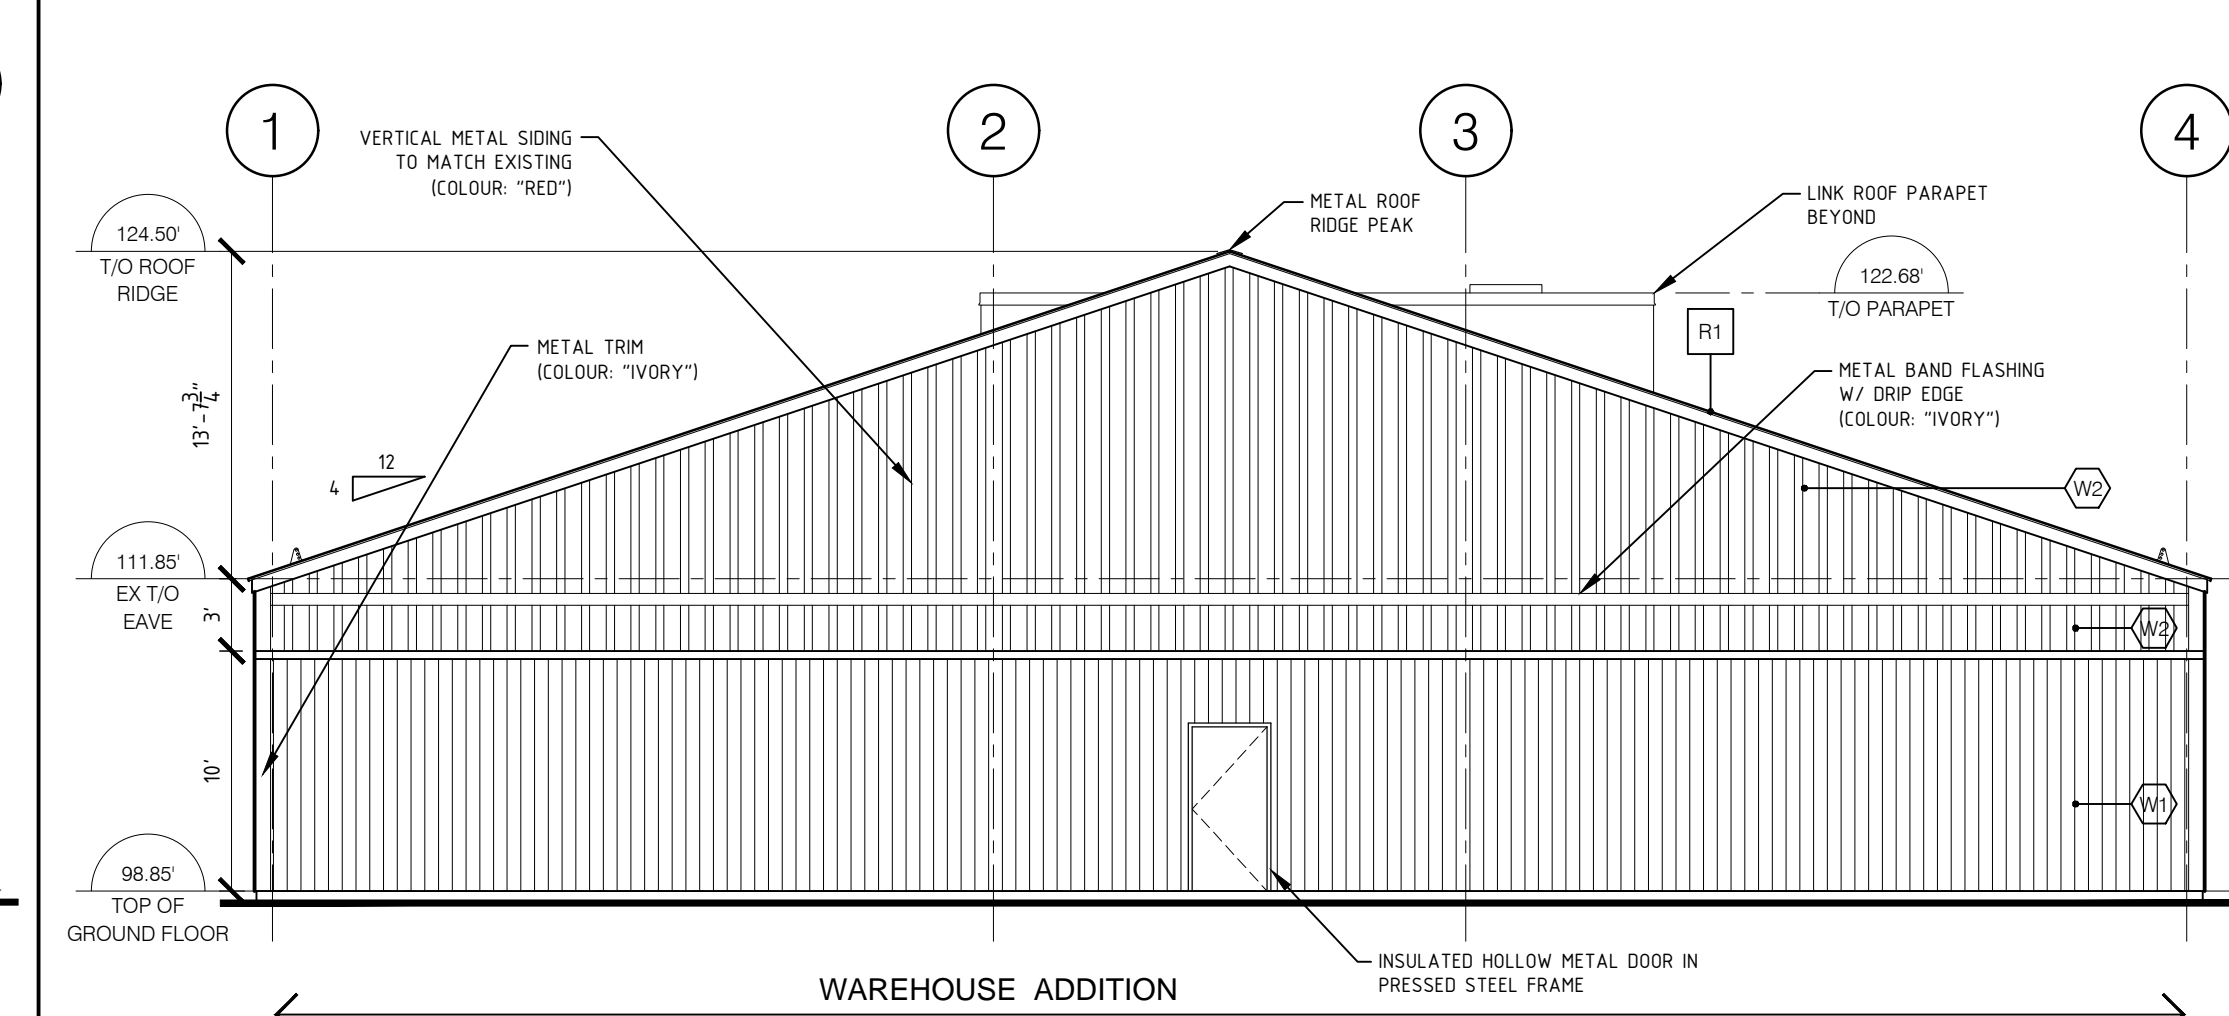 1
2
3
4
VERTICAL METAL SIDING
TO MATCH EXISTING
(COLOUR: "RED")
METAL ROOF
RIDGE PEAK
LINK ROOF PARAPET
BEYOND
124.50'
T/O ROOF
RIDGE
122.68'
T/O PARAPET
R1
METAL TRIM
(COLOUR: "IVORY")
METAL BAND FLASHING
W/ DRIP EDGE
(COLOUR: "IVORY")
13'-7 3/4"
12
4
W2
111.85'
EX T/O
EAVE
3'
W2
10'
W1
98.85'
TOP OF
GROUND FLOOR
INSULATED HOLLOW METAL DOOR IN
PRESSED STEEL FRAME
WAREHOUSE ADDITION